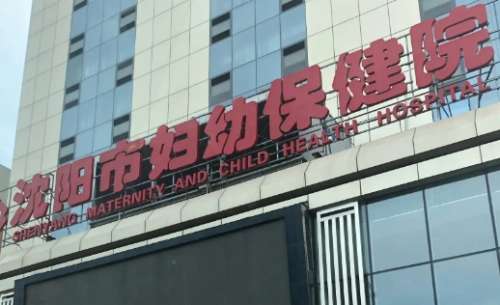 沈阳市妇幼保健院
SHENYANG MATERNITY AND CHILD HEALTH HOSPITAL